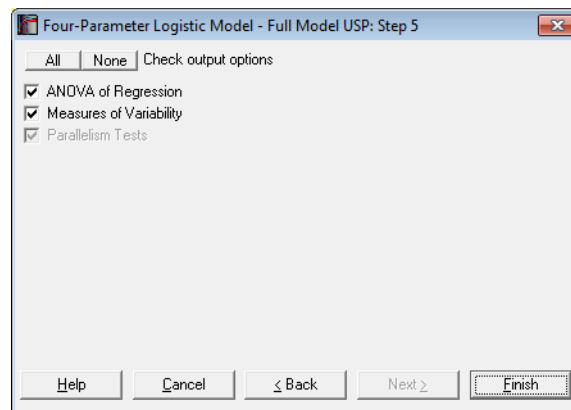 Four-Parameter Logistic Model - Full Model USP: Step 5
All None Check output options
ANOVA of Regression
Measures of Variability
Parallelism Tests
Help Cancel < Back Next > Finish